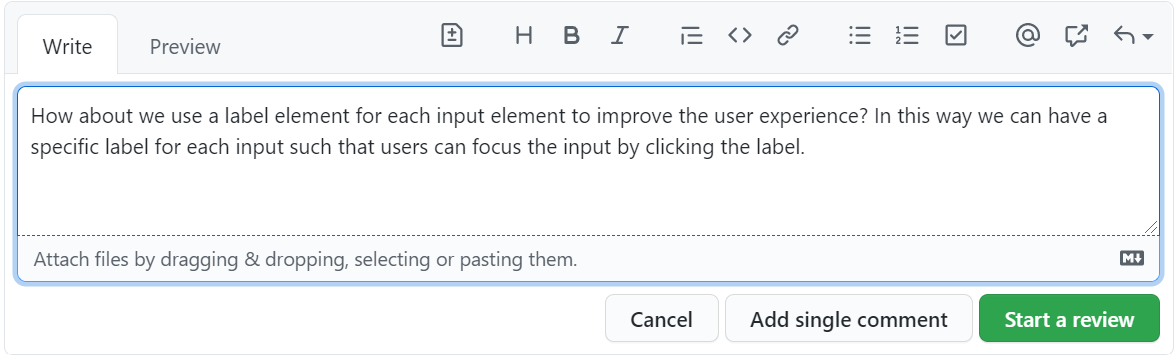 Write Preview H B I @
How about we use a label element for each input element to improve the user experience? In this way we can have a
specific label for each input such that users can focus the input by clicking the label.
Attach files by dragging & dropping, selecting or pasting them. M
Cancel Add single comment Start a review